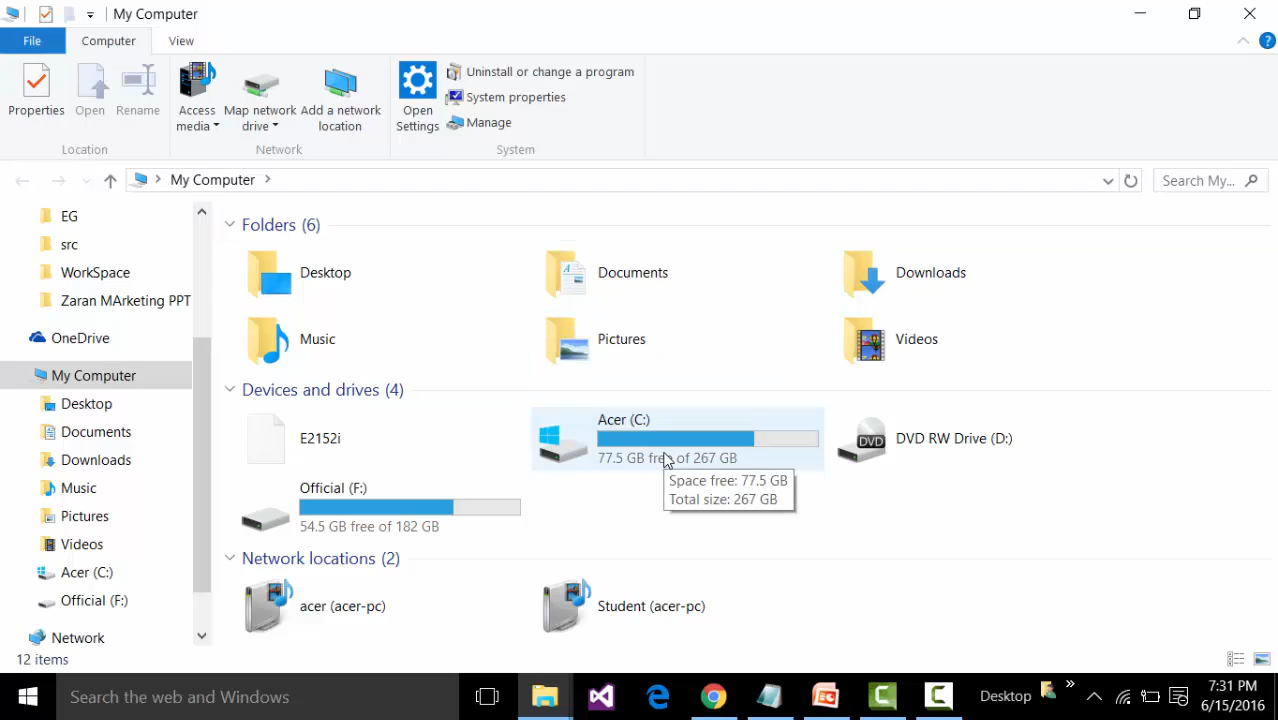 My Computer
File
Computer
View
Properties
Open
Rename
Access media
Map network drive
Add a network location
Open Settings
Uninstall or change a program
System properties
Manage
Location
Network
System
My Computer
Search My...
EG
src
WorkSpace
Zaran MArketing PPT
OneDrive
My Computer
Desktop
Documents
Downloads
Music
Pictures
Videos
Acer (C:)
Official (F:)
Network
Folders (6)
Desktop
Documents
Downloads
Music
Pictures
Videos
Devices and drives (4)
E2152i
Acer (C:)
77.5 GB free of 267 GB
Space free: 77.5 GB
Total size: 267 GB
DVD
DVD RW Drive (D:)
Official (F:)
54.5 GB free of 182 GB
Network locations (2)
acer (acer-pc)
Student (acer-pc)
12 items
Search the web and Windows
Desktop
7:31 PM
6/15/2016